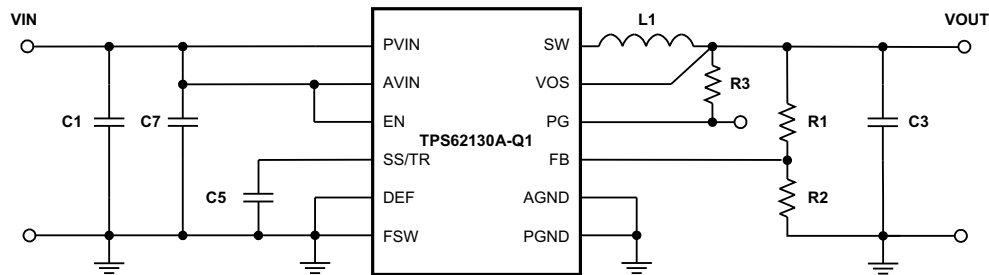 VIN
L1
VOUT
PVIN
SW
AVIN
VOS
R3
C1
C7
EN
PG
R1
C3
TPS62130A-Q1
SS/TR
FB
C5
DEF
AGND
R2
FSW
PGND